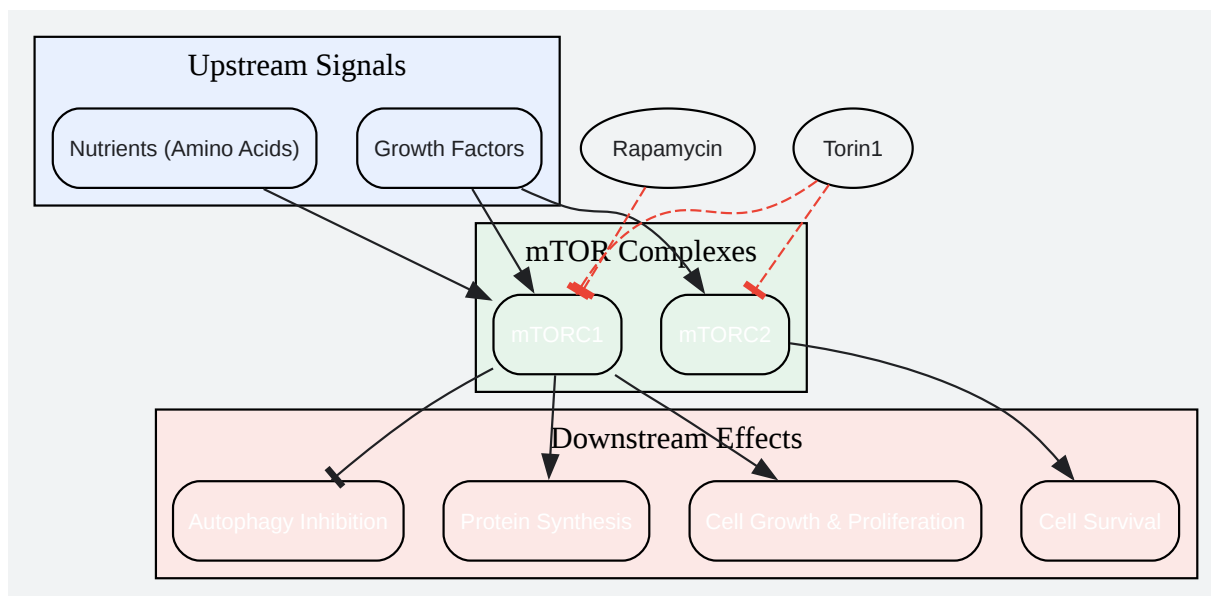 Upstream Signals
Nutrients (Amino Acids)
Growth Factors
Rapamycin
Torin1
mTOR Complexes
mTORC1
mTORC2
Downstream Effects
Autophagy Inhibition
Protein Synthesis
Cell Growth & Proliferation
Cell Survival